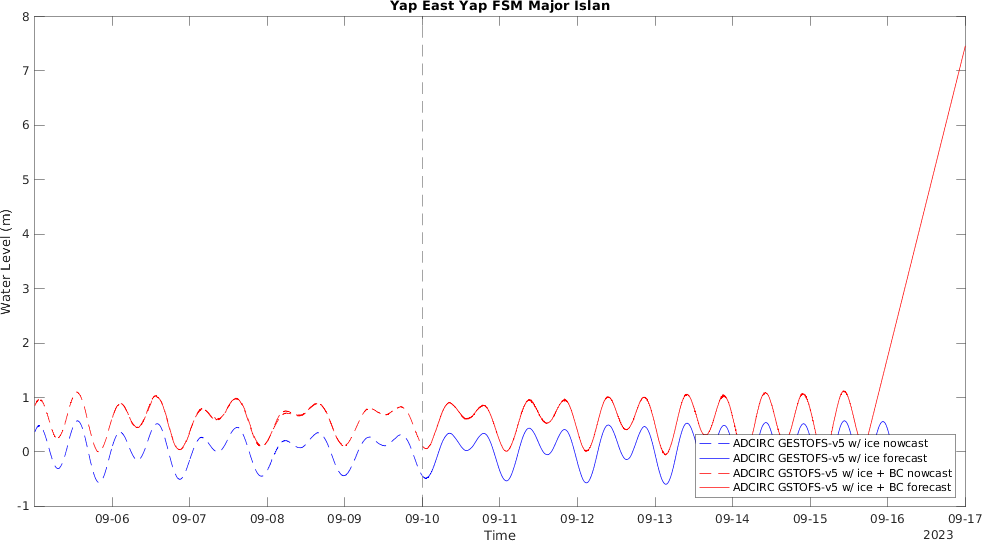 Yap East Yap FSM Major Islan
8
7
6
5
4
3
2
1
0
-1
Water Level (m)
ADCIRC GESTOFS-v5 w/ ice nowcast
ADCIRC GESTOFS-v5 w/ ice forecast
ADCIRC GSTOFS-v5 w/ ice + BC nowcast
ADCIRC GSTOFS-v5 w/ ice + BC forecast
09-06 09-07 09-08 09-09 09-10 09-11 09-12 09-13 09-14 09-15 09-16 09-17
Time
2023